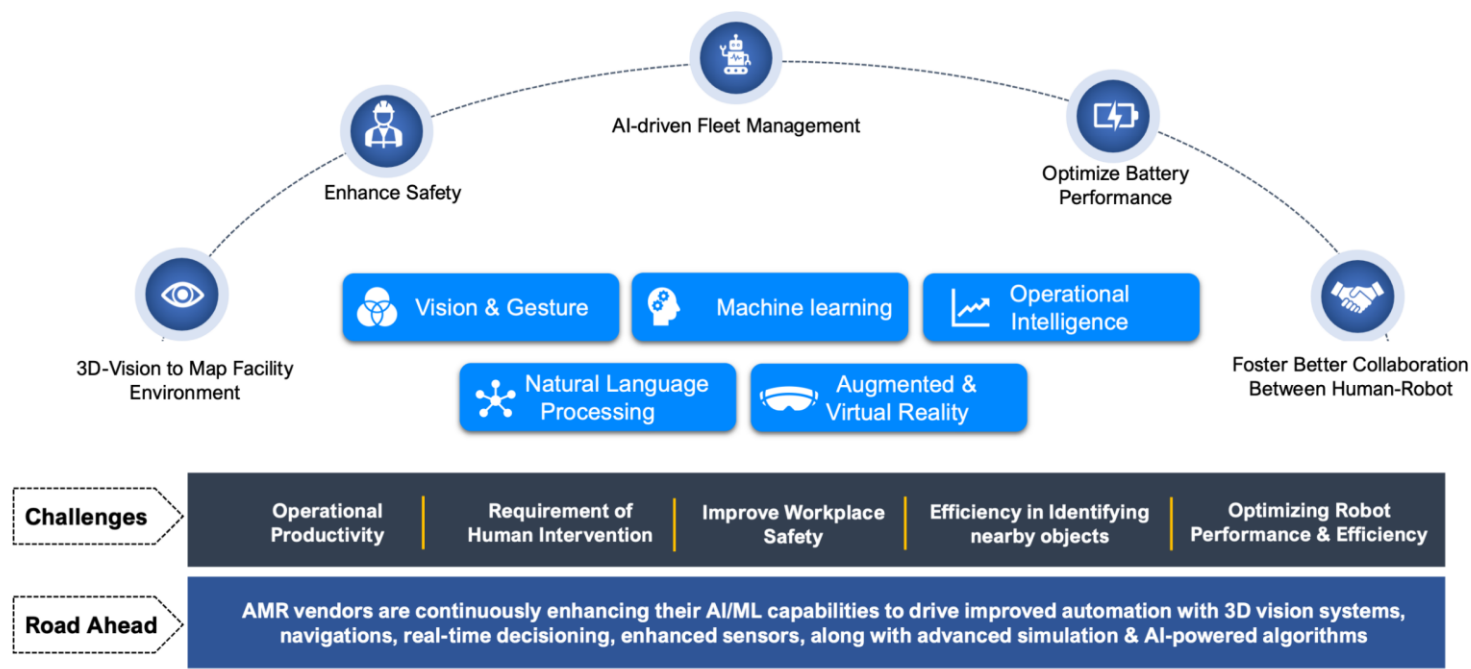 AI-driven Fleet Management
Enhance Safety
Optimize Battery
Performance
3D-Vision to Map Facility
Environment
Foster Better Collaboration
Between Human-Robot
Vision & Gesture
Machine learning
Operational
Intelligence
Natural Language
Processing
Augmented &
Virtual Reality
Challenges
Operational
Productivity
Requirement of
Human Intervention
Improve Workplace
Safety
Efficiency in Identifying
nearby objects
Optimizing Robot
Performance & Efficiency
Road Ahead
AMR vendors are continuously enhancing their AI/ML capabilities to drive improved automation with 3D vision systems,
navigations, real-time decisioning, enhanced sensors, along with advanced simulation & AI-powered algorithms